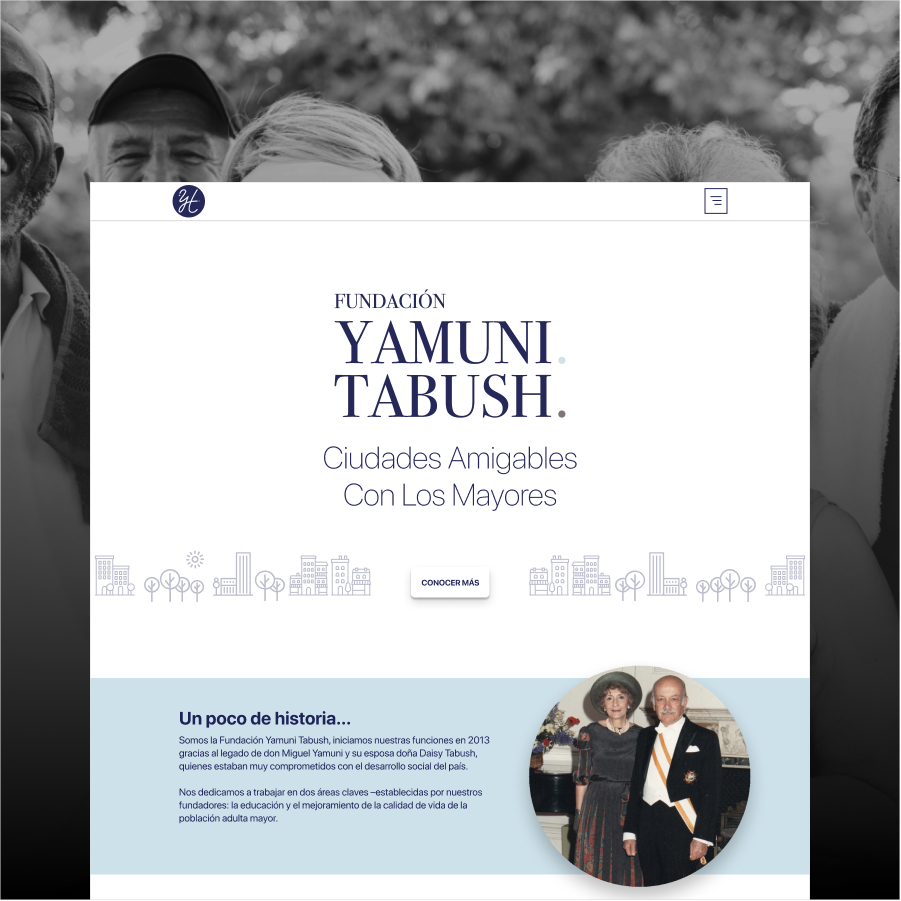 YT
FUNDACIÓN
YAMUNI.
TABUSH.
Ciudades Amigables
Con Los Mayores
CONOCER MÁS
Un poco de historia...
Somos la Fundación Yamuni Tabush, iniciamos nuestras funciones en 2013
gracias al legado de don Miguel Yamuni y su esposa doña Daisy Tabush,
quienes estaban muy comprometidos con el desarrollo social del país.
Nos dedicamos a trabajar en dos áreas claves –establecidas por nuestros
fundadores: la educación y el mejoramiento de la calidad de vida de la
población adulta mayor.